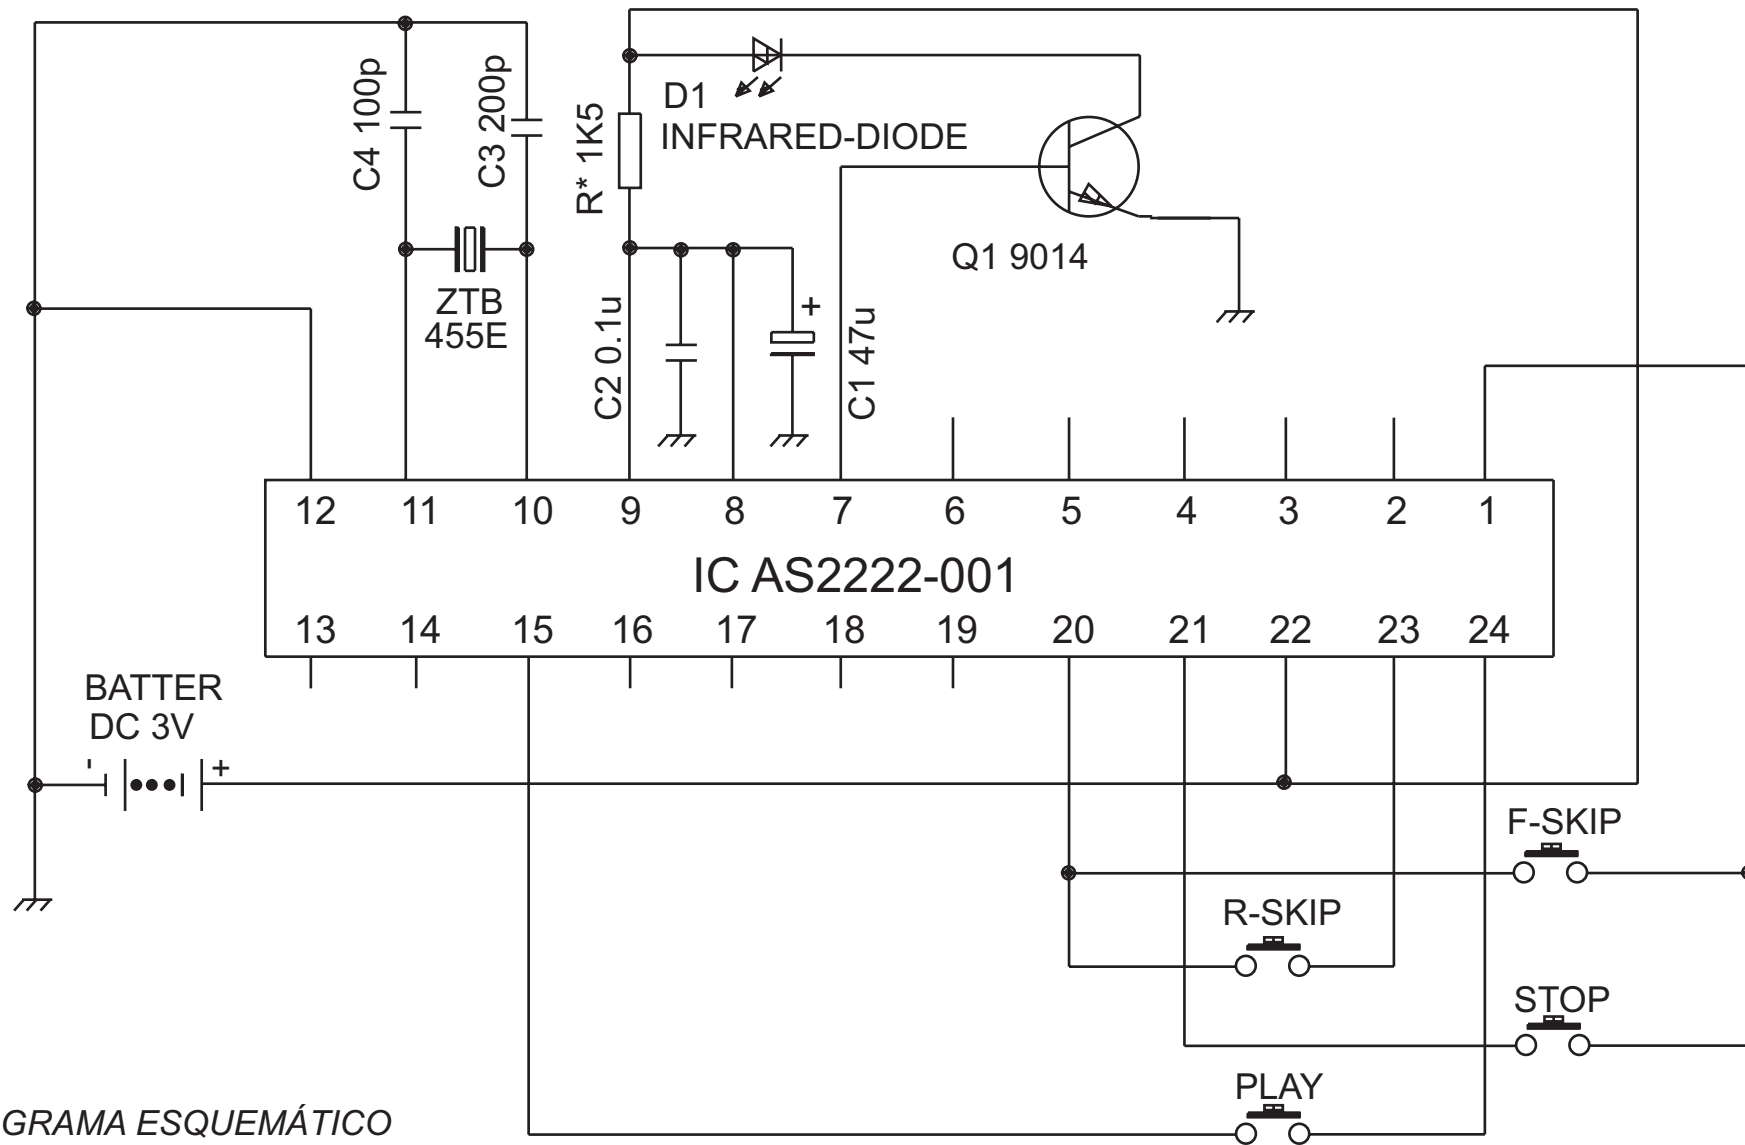 C4 100p
C3 200p
R* 1K5
D1
INFRARED-DIODE
Q1 9014
ZTB
455E
C2 0.1u
+
C1 47u
12 11 10 9 8 7 6 5 4 3 2 1
IC AS2222-001
13 14 15 16 17 18 19 20 21 22 23 24
BATTER
DC 3V
' +
F-SKIP
R-SKIP
STOP
PLAY
GRAMA ESQUEMÁTICO